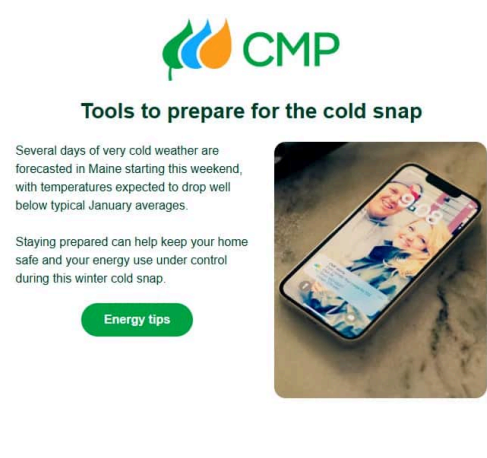 CMP
Tools to prepare for the cold snap
Several days of very cold weather are
forecasted in Maine starting this weekend,
with temperatures expected to drop well
below typical January averages.
Staying prepared can help keep your home
safe and your energy use under control
during this winter cold snap.
Energy tips
9:08